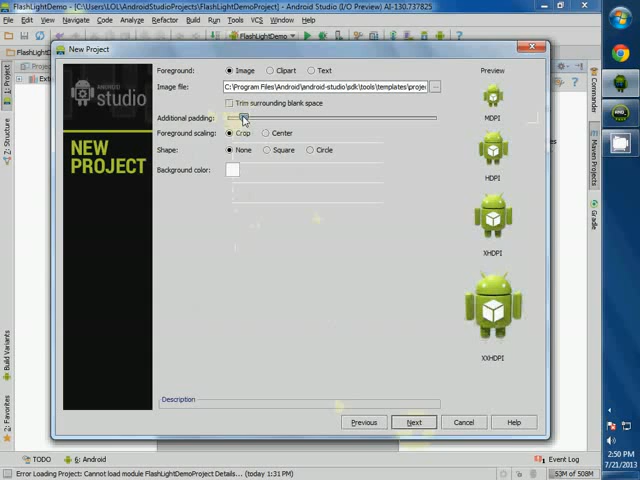 FlashLightDemo - [C:\Users\LOL\AndroidStudioProjects\FlashLightDemoProject] - Android Studio (I/O Preview) AI-130.737825
File Edit View Navigate Code Analyze Refactor Build Run Tools VCS Window Help
FlashLightDemo
New Project
FlashLightDemoP
1: Project
Z: Structure
Build Variants
2: Favorites
ANDROID
studio
NEW
PROJECT
Foreground: Image Clipart Text
Image file: C:\Program Files\Android\android-studio\sdk\tools\templates\projec ...
Trim surrounding blank space
Additional padding:
Foreground scaling: Crop Center
Shape: None Square Circle
Background color:
Preview
MDPI
HDPI
XHDPI
XXHDPI
Description
Previous Next Cancel Help
Commander
Maven Projects
Gradle
TODO 6: Android Event Log
Error Loading Project: Cannot load module FlashLightDemoProject Details... (today 1:31 PM) 53M of 508M
2:50 PM
7/21/2013